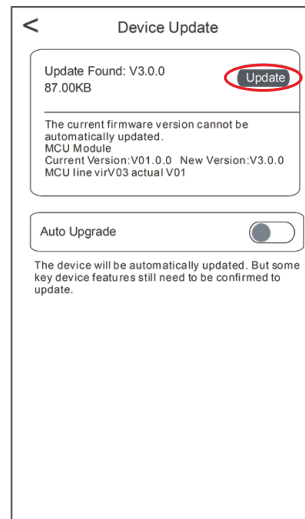 < Device Update
Update Found: V3.0.0
87.00KB
Update
The current firmware version cannot be
automatically updated.
MCU Module
Current Version:V01.0.0 New Version:V3.0.0
MCU line virV03 actual V01
Auto Upgrade
The device will be automatically updated. But some
key device features still need to be confirmed to
update.